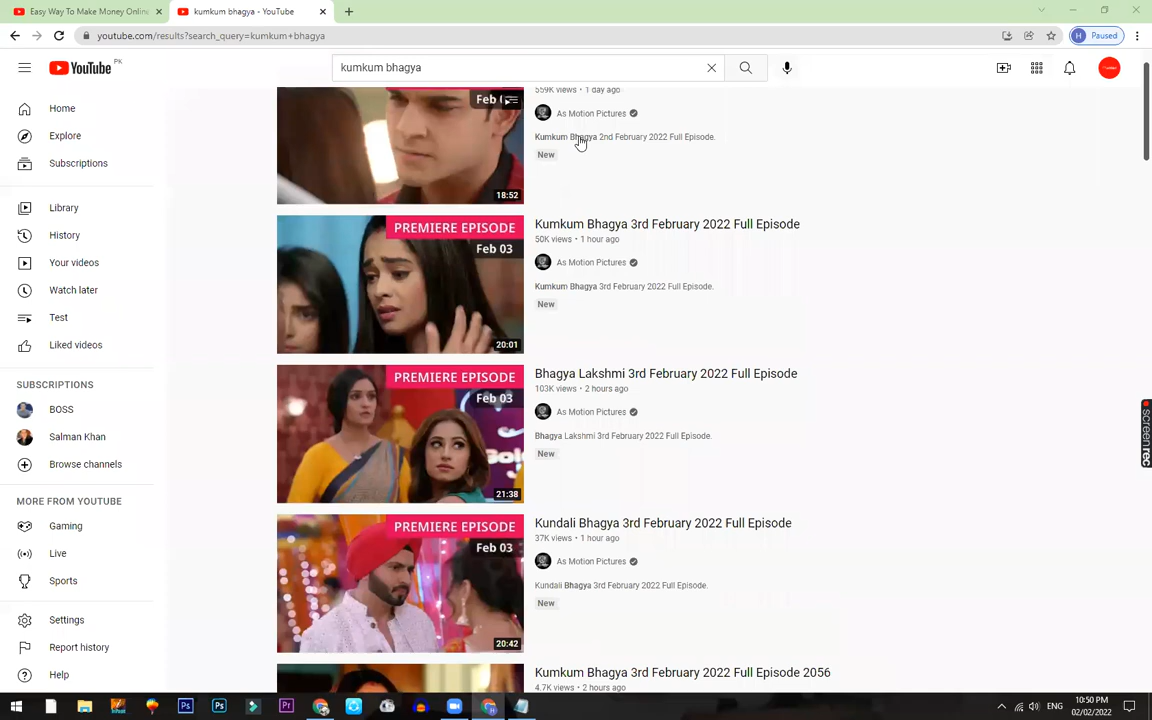 Easy Way To Make Money Online
kumkum bhagya - YouTube
youtube.com/results?search_query=kumkum+bhagya
Paused
YouTube PK
kumkum bhagya
Home
Explore
Subscriptions
Library
History
Your videos
Watch later
Test
Liked videos
SUBSCRIPTIONS
BOSS
Salman Khan
Browse channels
MORE FROM YOUTUBE
Gaming
Live
Sports
Settings
Report history
Help
Feb
18:52
559K views • 1 day ago
As Motion Pictures
Kumkum Bhagya 2nd February 2022 Full Episode.
New
PREMIERE EPISODE
Feb 03
20:01
Kumkum Bhagya 3rd February 2022 Full Episode
50K views • 1 hour ago
As Motion Pictures
Kumkum Bhagya 3rd February 2022 Full Episode.
New
PREMIERE EPISODE
Feb 03
21:38
Bhagya Lakshmi 3rd February 2022 Full Episode
103K views • 2 hours ago
As Motion Pictures
Bhagya Lakshmi 3rd February 2022 Full Episode.
New
PREMIERE EPISODE
Feb 03
20:42
Kundali Bhagya 3rd February 2022 Full Episode
37K views • 1 hour ago
As Motion Pictures
Kundali Bhagya 3rd February 2022 Full Episode.
New
Kumkum Bhagya 3rd February 2022 Full Episode 2056
4.7K views • 2 hours ago
screenrec
ENG
10:50 PM
02/02/2022